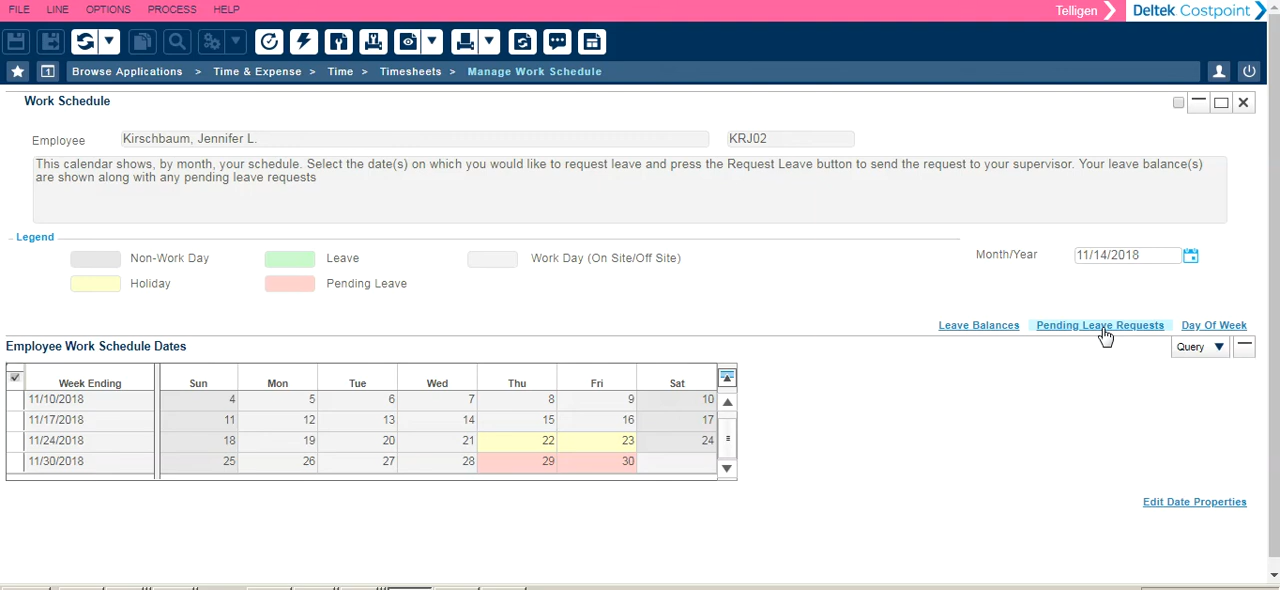 FILE LINE OPTIONS PROCESS HELP Telligen Deltek Costpoint
1 Browse Applications > Time & Expense > Time > Timesheets > Manage Work Schedule
Work Schedule
Employee Kirschbaum, Jennifer L. KRJ02
This calendar shows, by month, your schedule. Select the date(s) on which you would like to request leave and press the Request Leave button to send the request to your supervisor. Your leave balance(s)
are shown along with any pending leave requests
Legend
Non-Work Day Leave Work Day (On Site/Off Site) Month/Year 11/14/2018
Holiday Pending Leave
Leave Balances Pending Leave Requests Day Of Week
Employee Work Schedule Dates Query
Week Ending Sun Mon Tue Wed Thu Fri Sat
11/10/2018 4 5 6 7 8 9 10
11/17/2018 11 12 13 14 15 16 17
11/24/2018 18 19 20 21 22 23 24
11/30/2018 25 26 27 28 29 30
Edit Date Properties